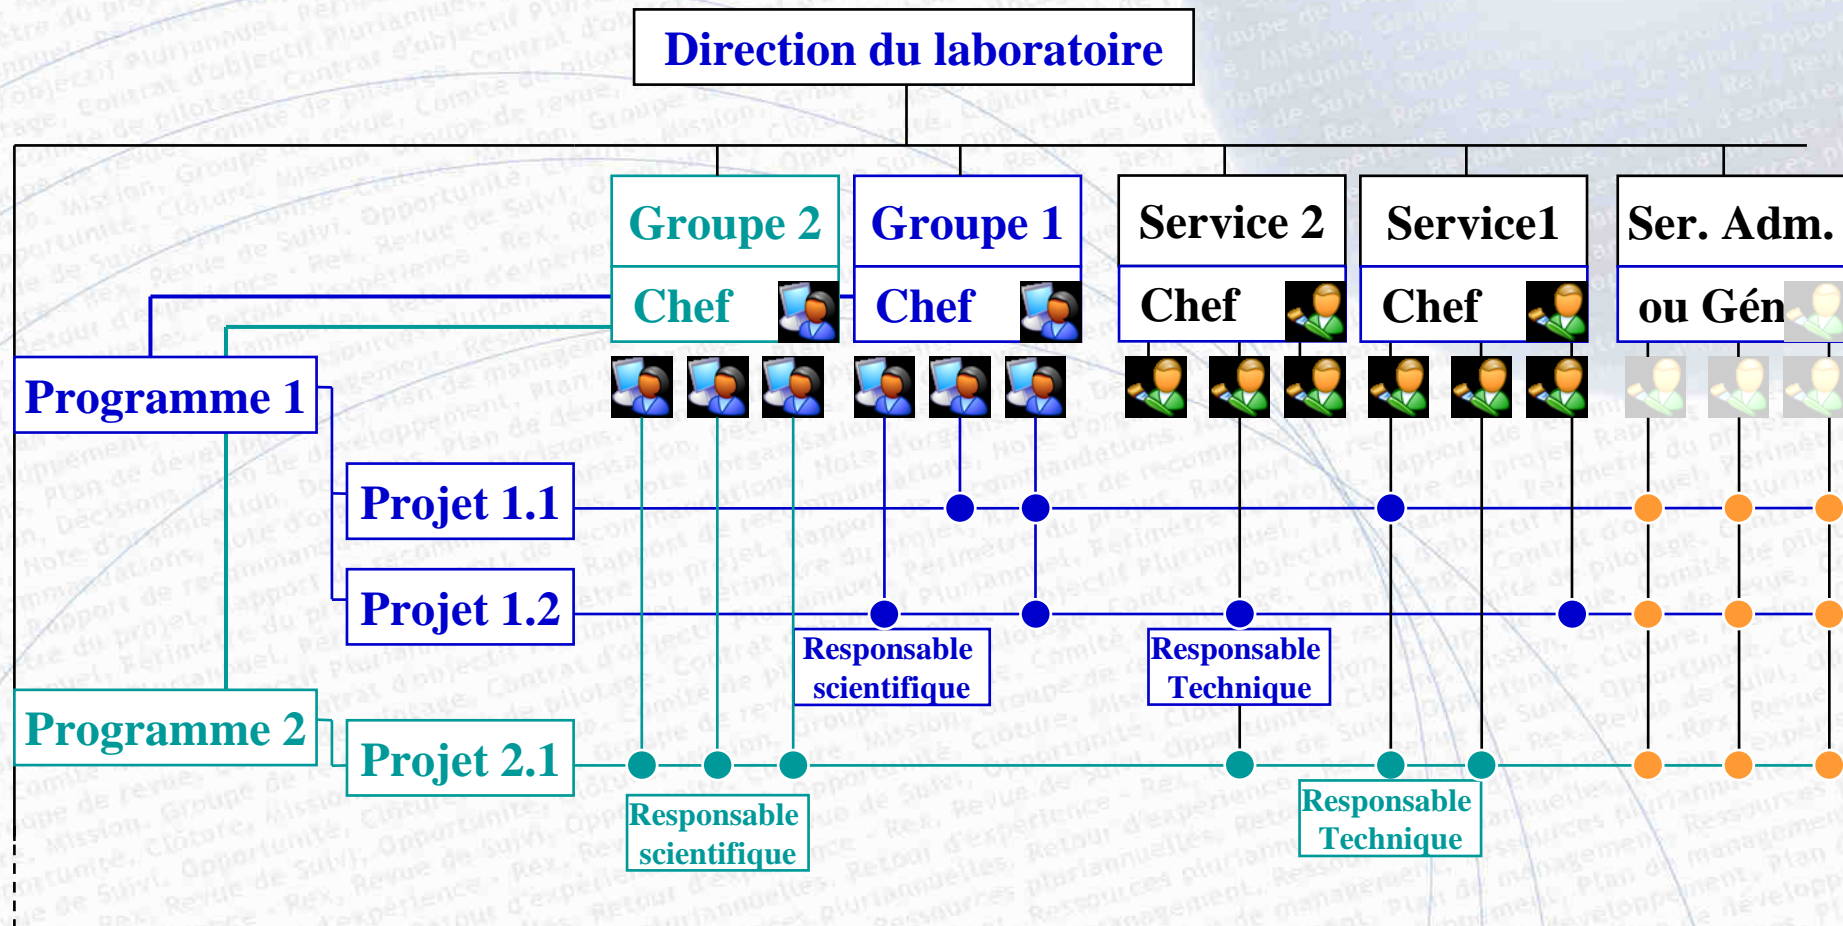 Direction du laboratoire
Groupe 2
Groupe 1
Service 2
Service1
Ser. Adm.
Chef
Chef
Chef
Chef
ou Gén
Programme 1
Projet 1.1
Projet 1.2
Responsable
scientifique
Responsable
Technique
Programme 2
Projet 2.1
Responsable
scientifique
Responsable
Technique